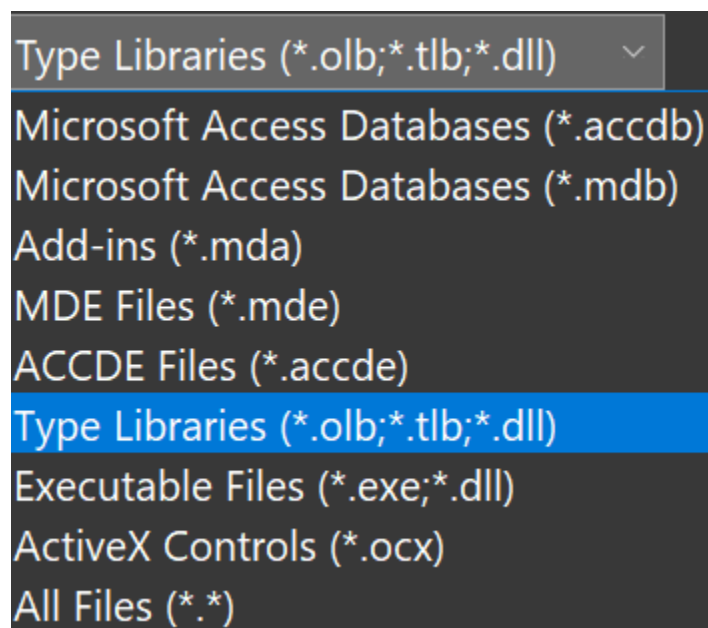 Type Libraries (*.olb;*.tlb;*.dll)
Microsoft Access Databases (*.accdb)
Microsoft Access Databases (*.mdb)
Add-ins (*.mda)
MDE Files (*.mde)
ACCDE Files (*.accde)
Type Libraries (*.olb;*.tlb;*.dll)
Executable Files (*.exe;*.dll)
ActiveX Controls (*.ocx)
All Files (*.*)